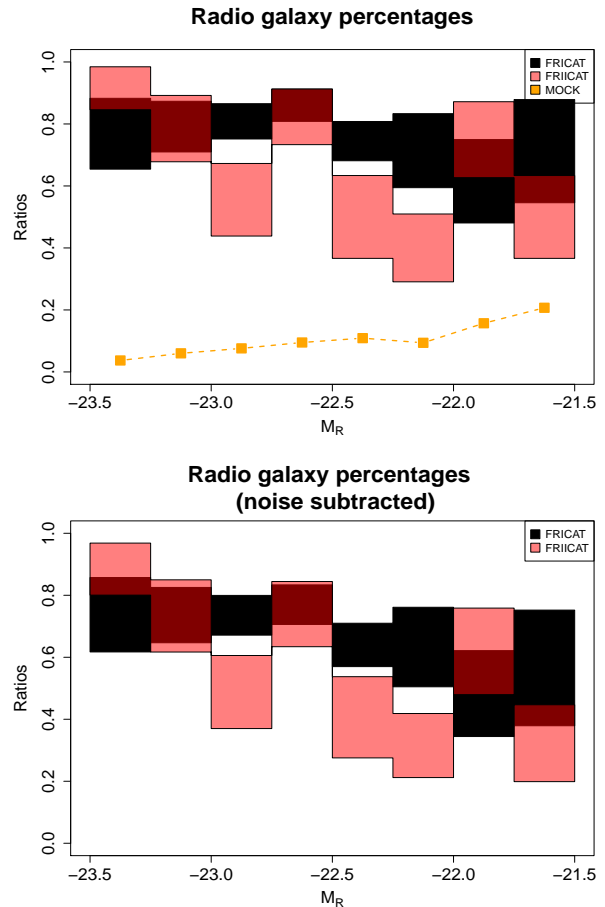 Radio galaxy percentages
FRICAT
FRIICAT
MOCK
Ratios
1.0
0.8
0.6
0.4
0.2
0.0
−23.5
−23.0
−22.5
−22.0
−21.5
M_R
Radio galaxy percentages
(noise subtracted)
FRICAT
FRIICAT
Ratios
1.0
0.8
0.6
0.4
0.2
0.0
−23.5
−23.0
−22.5
−22.0
−21.5
M_R